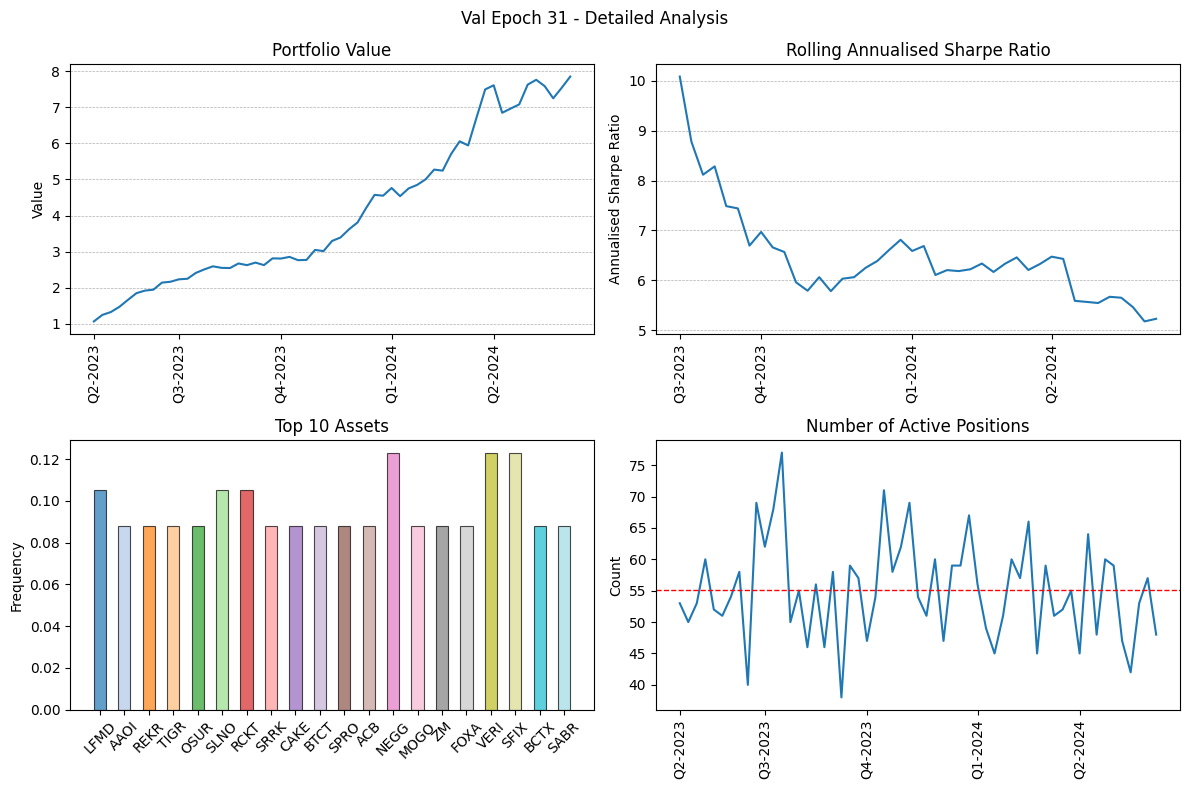 Val Epoch 31 - Detailed Analysis
Portfolio Value
Value
8
7
6
5
4
3
2
1
Q2-2023
Q3-2023
Q4-2023
Q1-2024
Q2-2024
Rolling Annualised Sharpe Ratio
Annualised Sharpe Ratio
10
9
8
7
6
5
Q3-2023
Q4-2023
Q1-2024
Q2-2024
Top 10 Assets
Frequency
0.12
0.10
0.08
0.06
0.04
0.02
0.00
LFMD
AAOI
REKR
TIGR
OSUR
SLNO
RCKT
SRRK
CAKE
BTCT
SPRO
ACB
NEGG
MOGO
ZM
FOXA
VERI
SFIX
BCTX
SABR
Number of Active Positions
Count
75
70
65
60
55
50
45
40
Q2-2023
Q3-2023
Q4-2023
Q1-2024
Q2-2024